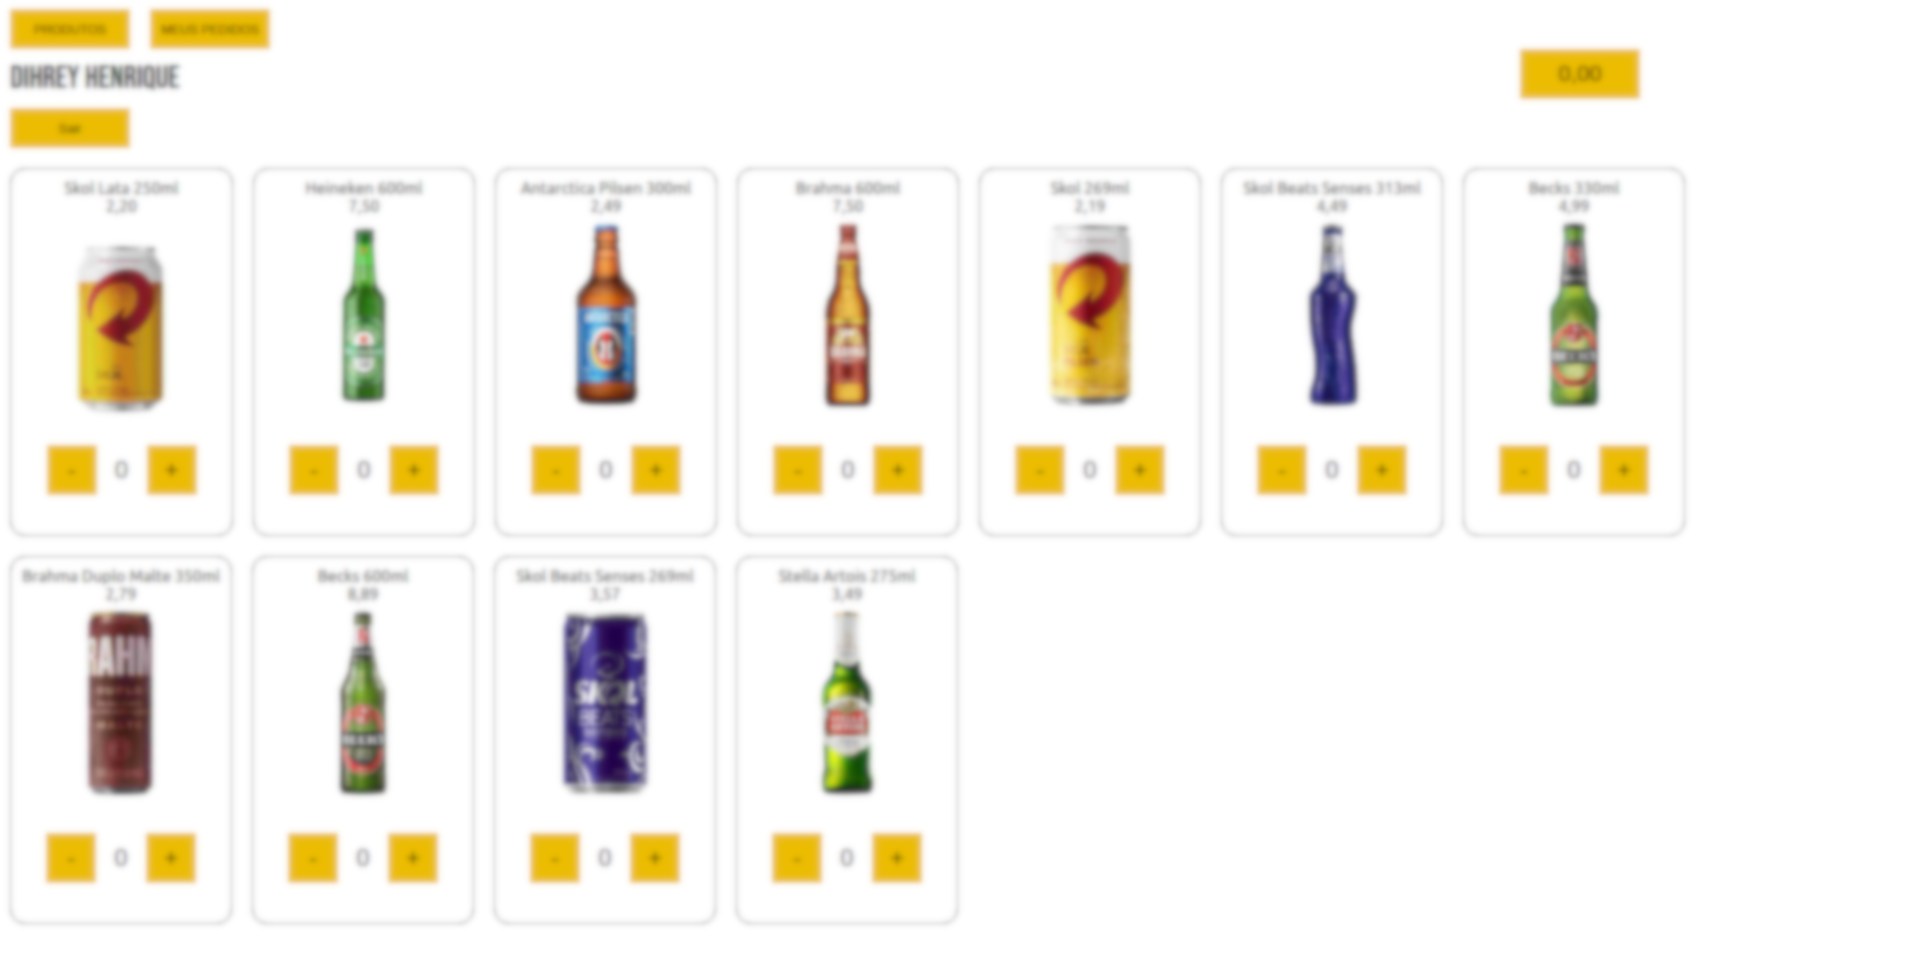 PRODUTOS MEUS PEDIDOS
DIHREY HENRIQUE
0,00
Sair
Skol Lata 250ml
2,20
- 0 +
Heineken 600ml
7,50
- 0 +
Antarctica Pilsen 300ml
2,49
- 0 +
Brahma 600ml
7,50
- 0 +
Skol 269ml
2,19
- 0 +
Skol Beats Senses 313ml
4,49
- 0 +
Becks 330ml
4,99
- 0 +
Brahma Duplo Malte 350ml
2,79
RAHM
- 0 +
Becks 600ml
8,89
- 0 +
Skol Beats Senses 269ml
3,57
SKOL
BEATS
- 0 +
Stella Artois 275ml
3,49
- 0 +